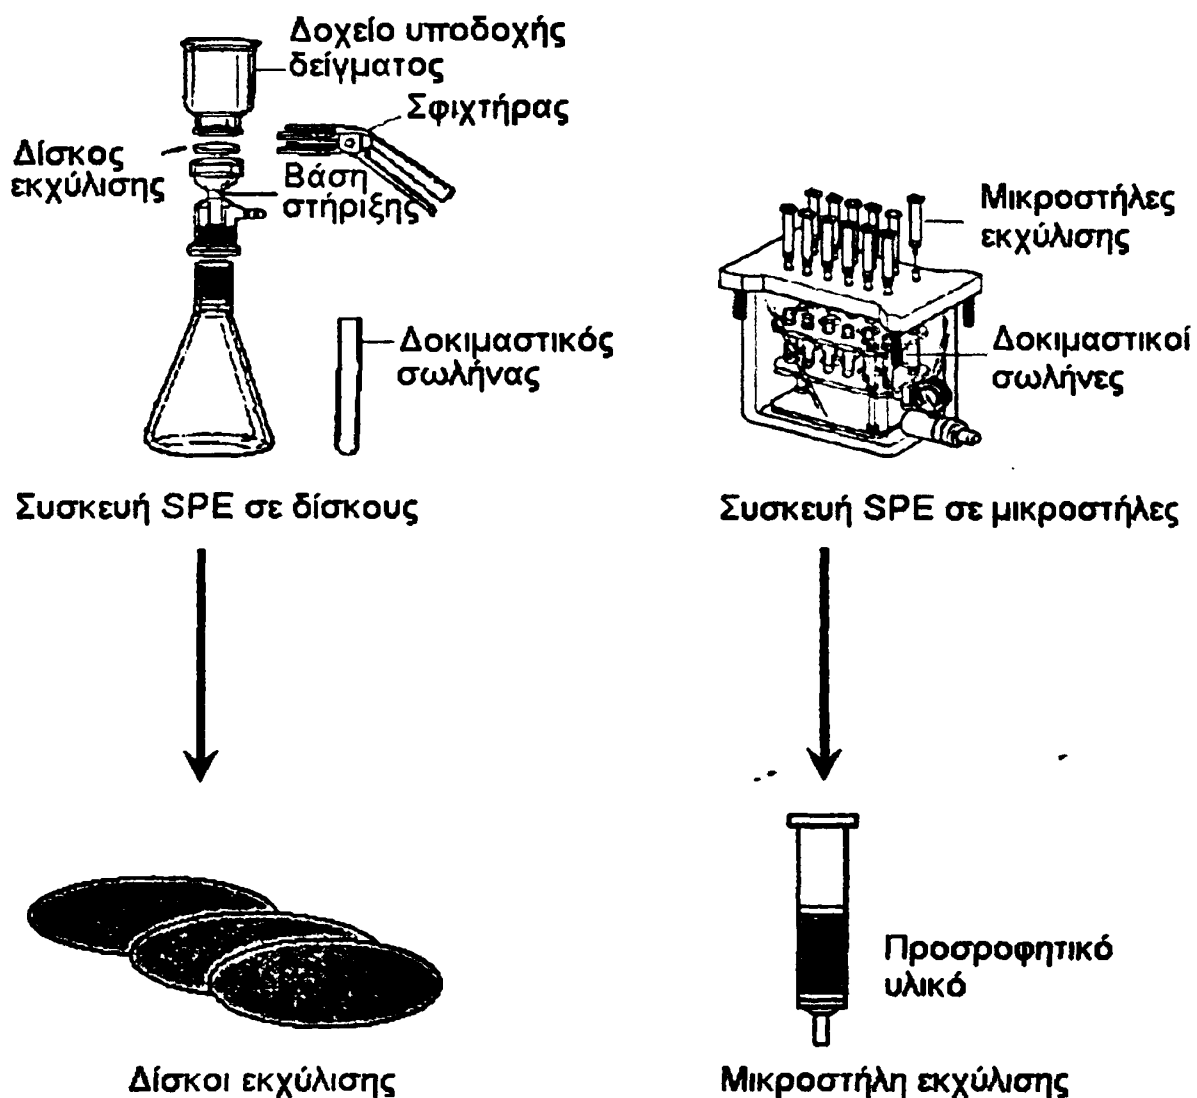 Δοχείο υποδοχής
δείγματος
Σφιχτήρας
Δίσκος
εκχύλισης
Βάση
στήριξης
Δοκιμαστικός
σωλήνας
Συσκευή SPE σε δίσκους
Δίσκοι εκχύλισης
Μικροστήλες
εκχύλισης
Δοκιμαστικοί
σωλήνες
Συσκευή SPE σε μικροστήλες
Προσροφητικό
υλικό
Μικροστήλη εκχύλισης